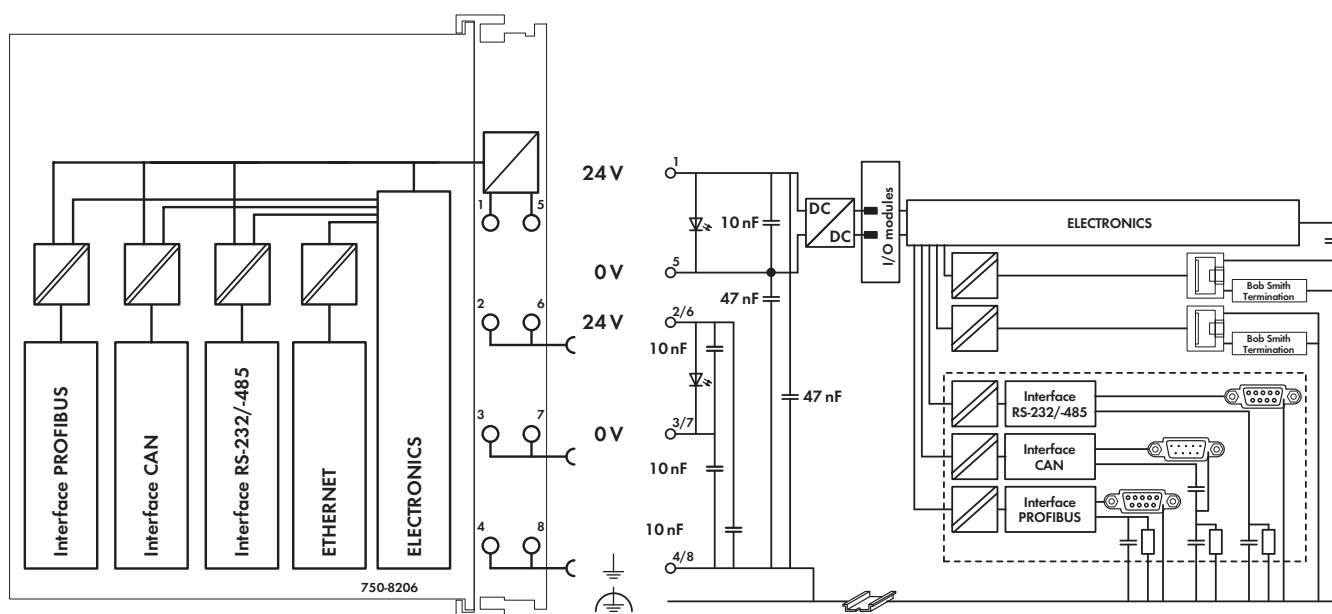 Interface PROFIBUS
Interface CAN
Interface RS-232/-485
ETHERNET
ELECTRONICS
750-8206
1
5
2
6
3
7
4
8
24 V
0 V
24 V
0 V
1
5
2/6
3/7
4/8
10 nF
47 nF
10 nF
47 nF
10 nF
10 nF
DC
DC
I/O modules
ELECTRONICS
Bob Smith
Termination
Bob Smith
Termination
Interface
RS-232/-485
Interface
CAN
Interface
PROFIBUS